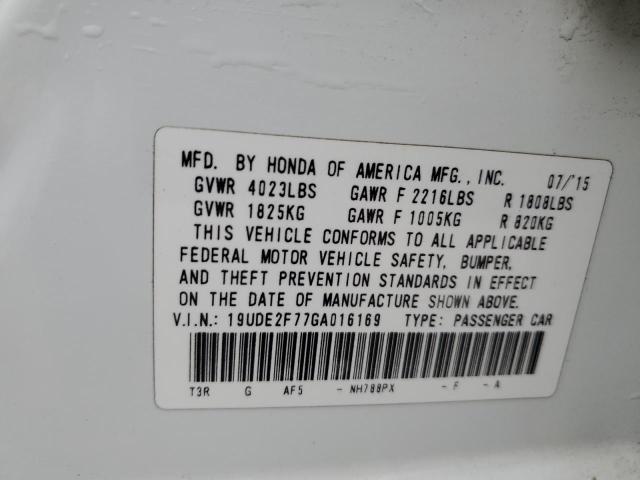 MFD. BY HONDA OF AMERICA MFG., INC. 07/'15
GVWR 4023LBS GAWR F 2216LBS R 1808LBS
GVWR 1825KG GAWR F 1005KG R 820KG
THIS VEHICLE CONFORMS TO ALL APPLICABLE
FEDERAL MOTOR VEHICLE SAFETY, BUMPER,
AND THEFT PREVENTION STANDARDS IN EFFECT
ON THE DATE OF MANUFACTURE SHOWN ABOVE.
V.I.N.: 19UDE2F77GA016169 TYPE: PASSENGER CAR
T3R G AF5 - NH788PX - F - A